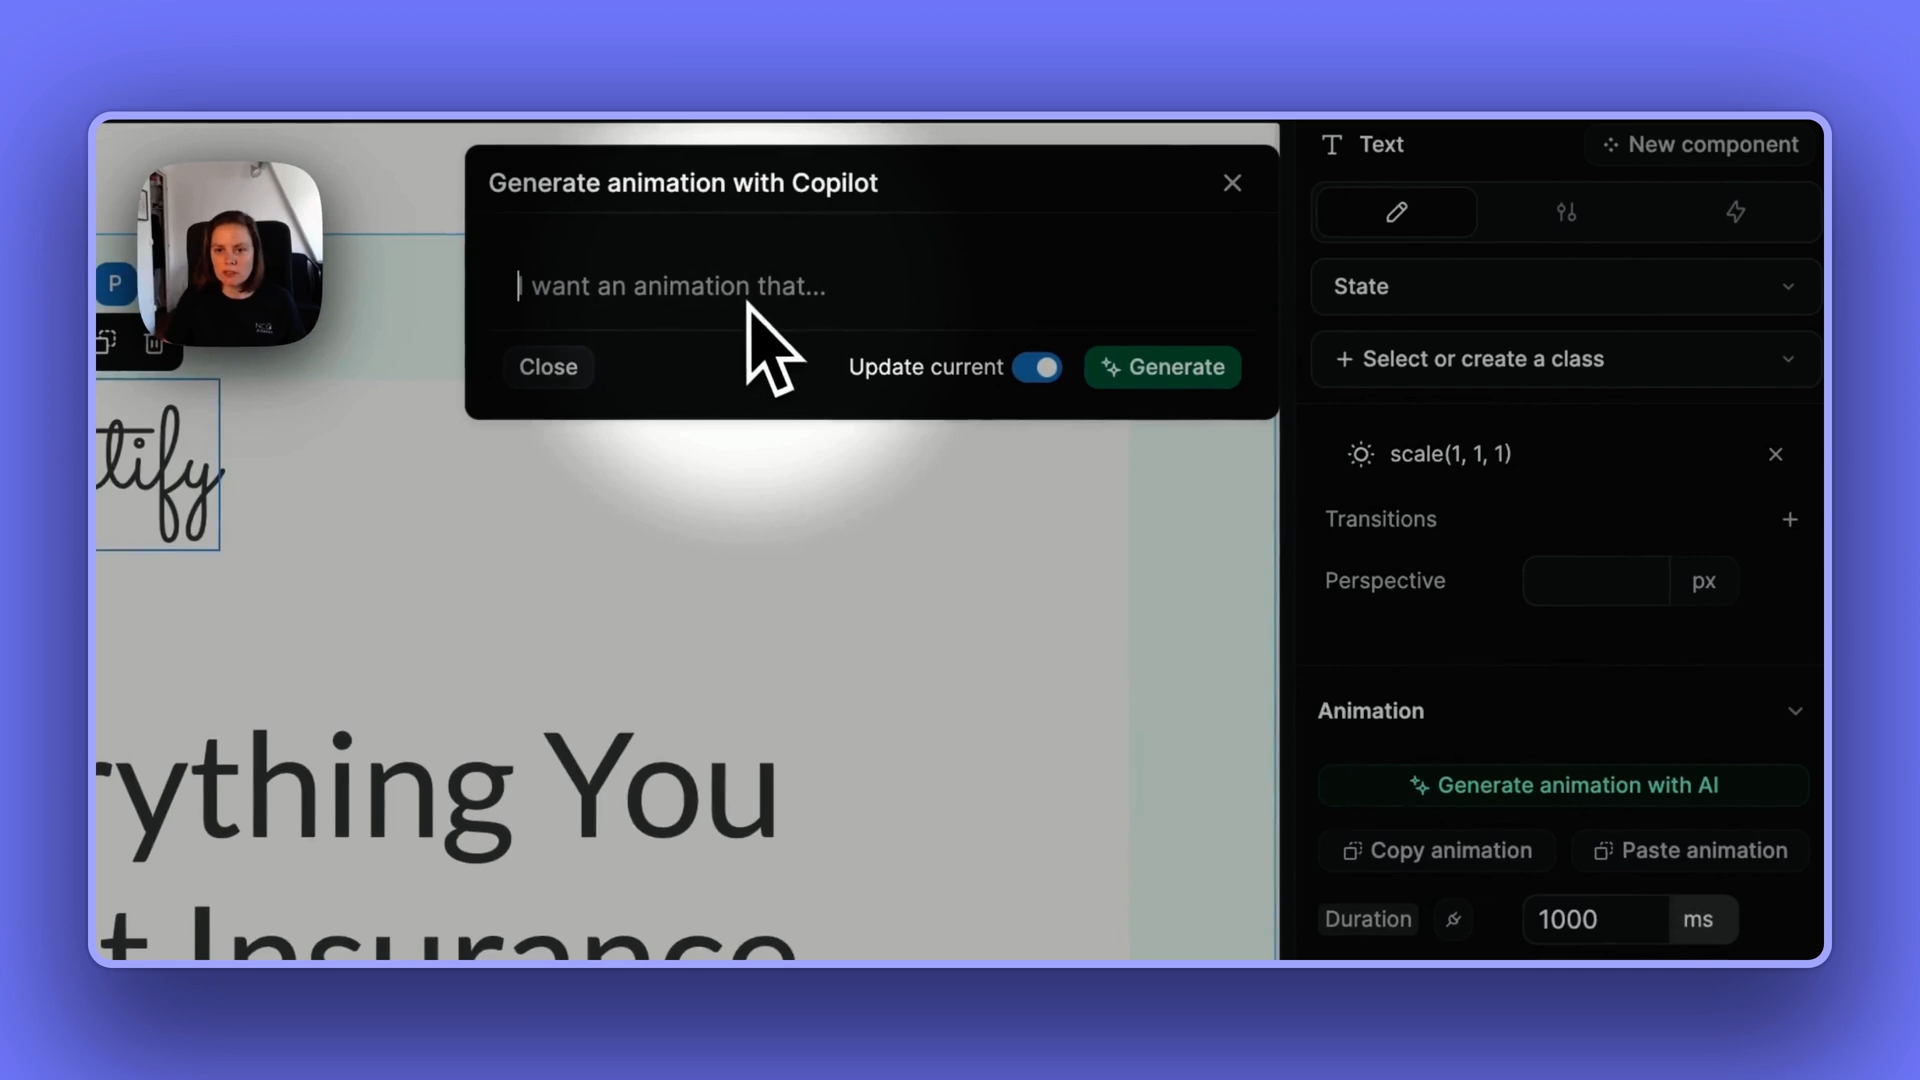 Text
New component
Generate animation with Copilot
I want an animation that...
Close
Update current
Generate
P
State
+ Select or create a class
scale(1, 1, 1)
Transitions
Perspective
px
tify
rything You
t Insurance
Animation
Generate animation with AI
Copy animation
Paste animation
Duration
1000
ms